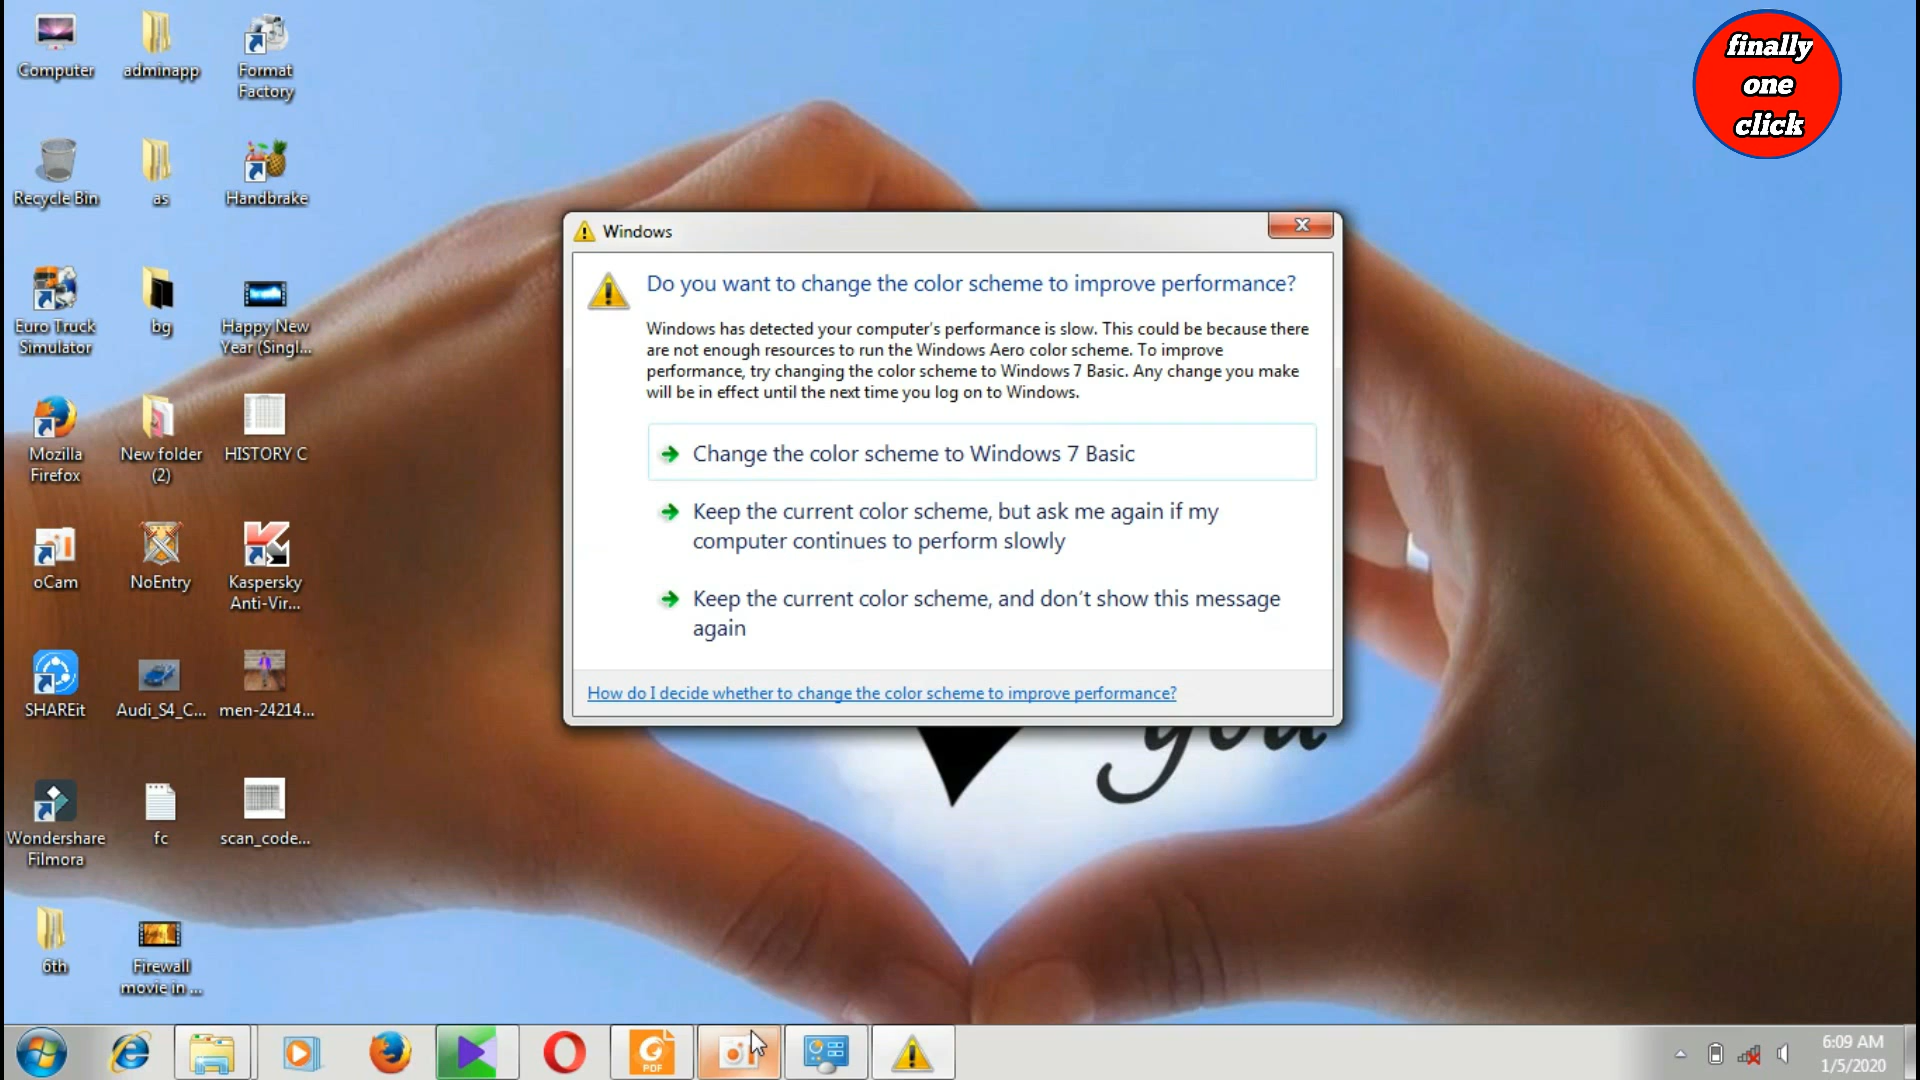 Computer
adminapp
Format
Factory
finally
one
click
Recycle Bin
as
Handbrake
Euro Truck
Simulator
bg
Happy New
Year (Singl...
Mozilla
Firefox
New folder
(2)
HISTORY C
oCam
NoEntry
Kaspersky
Anti-Vir...
SHAREit
Audi_S4_C...
men-24214...
Wondershare
Filmora
fc
scan_code...
6th
Firewall
movie in ...
Windows
Do you want to change the color scheme to improve performance?
Windows has detected your computer's performance is slow. This could be because there
are not enough resources to run the Windows Aero color scheme. To improve
performance, try changing the color scheme to Windows 7 Basic. Any change you make
will be in effect until the next time you log on to Windows.
Change the color scheme to Windows 7 Basic
Keep the current color scheme, but ask me again if my
computer continues to perform slowly
Keep the current color scheme, and don't show this message
again
How do I decide whether to change the color scheme to improve performance?
you
PDF
6:09 AM
1/5/2020